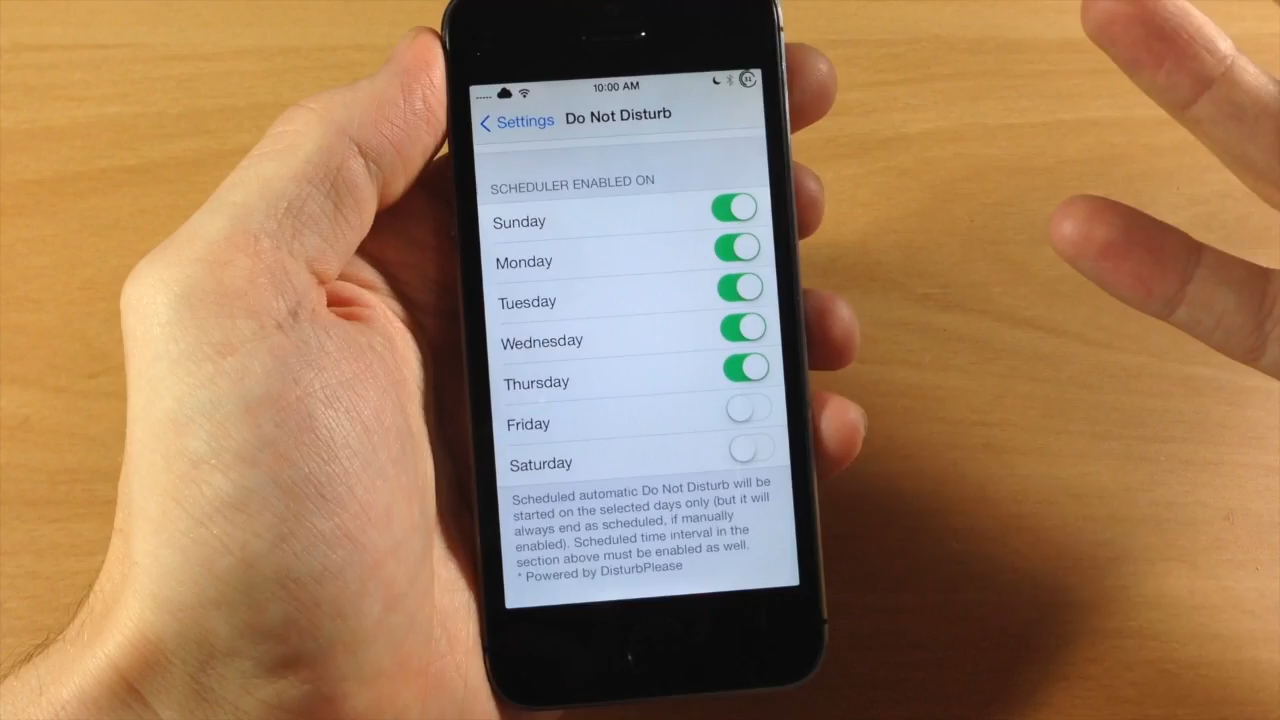 10:00 AM
31
Settings Do Not Disturb
SCHEDULER ENABLED ON
Sunday
Monday
Tuesday
Wednesday
Thursday
Friday
Saturday
Scheduled automatic Do Not Disturb will be
started on the selected days only (but it will
always end as scheduled, if manually
enabled). Scheduled time interval in the
section above must be enabled as well.
* Powered by DisturbPlease